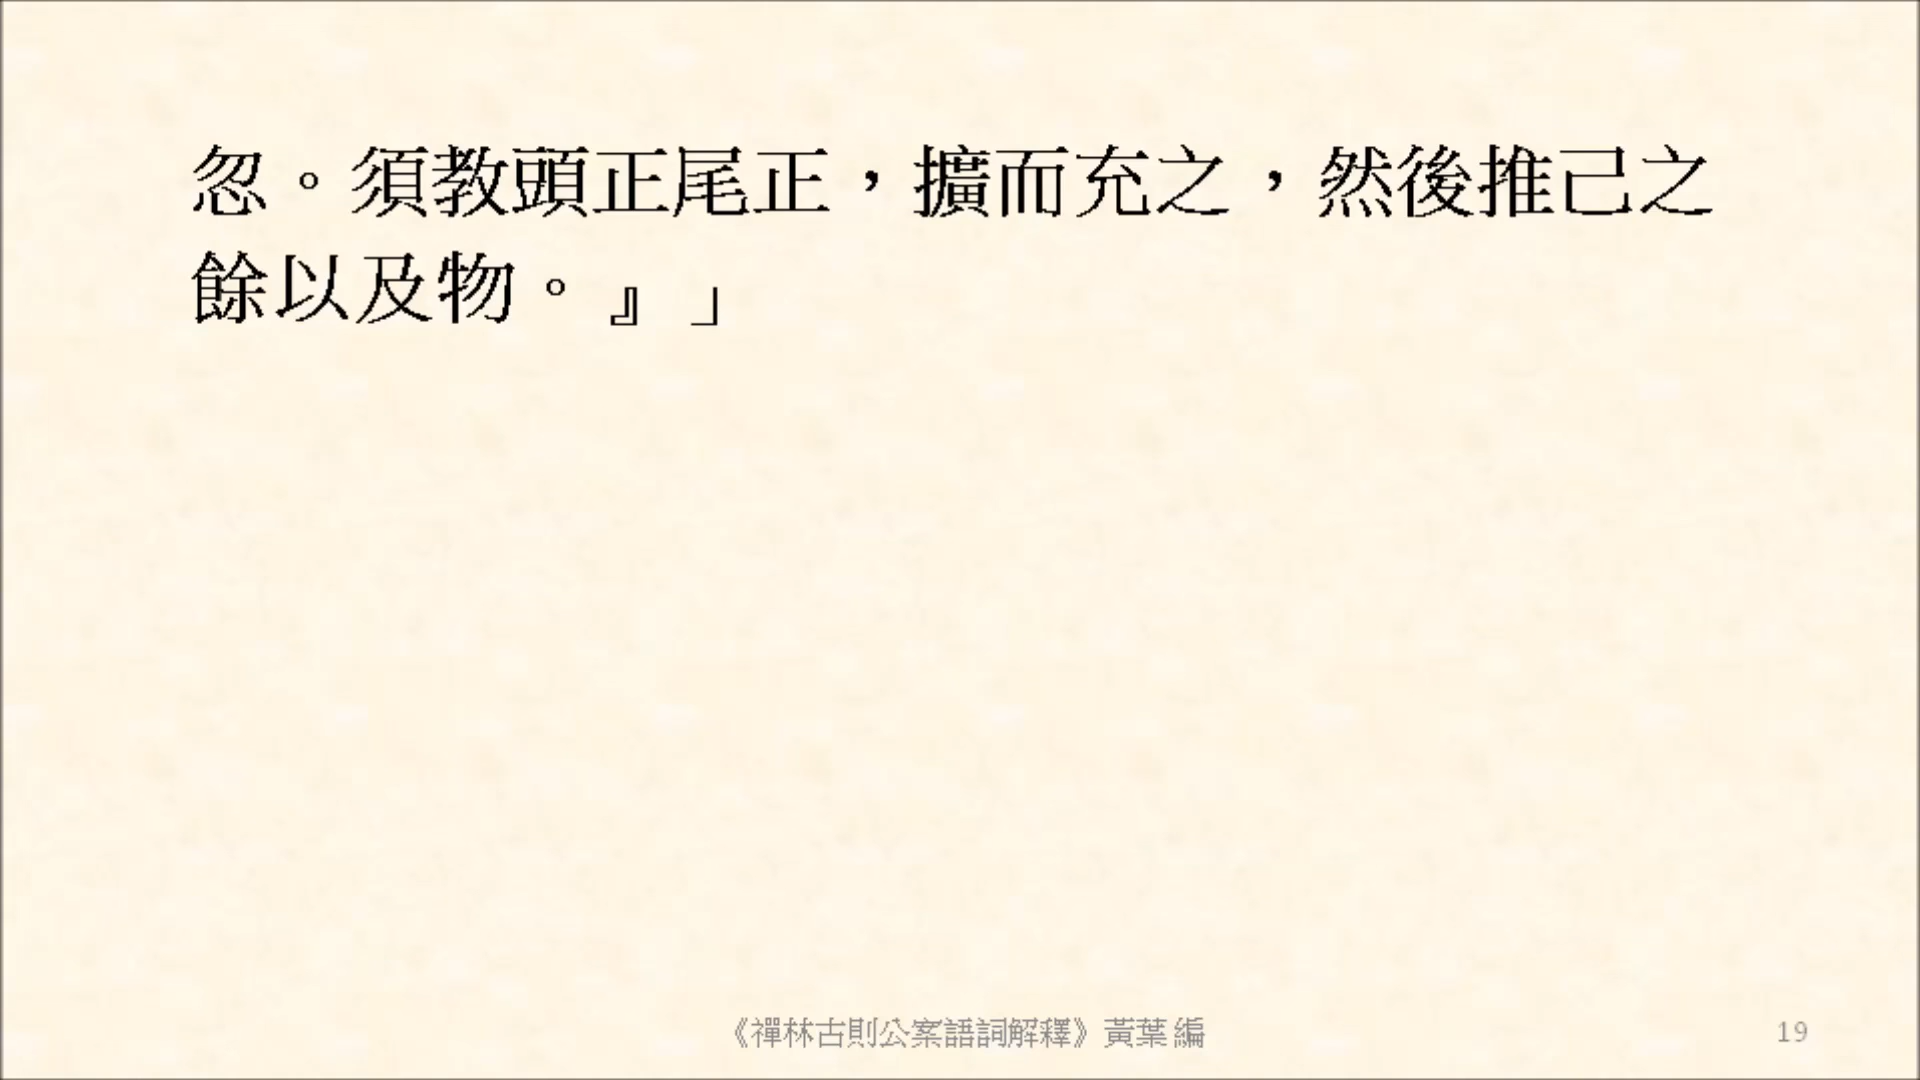 忽。須教頭正尾正，擴而充之，然後推己之
餘以及物。』」
《禪林古則公案語詞解釋》黃葉 編
19